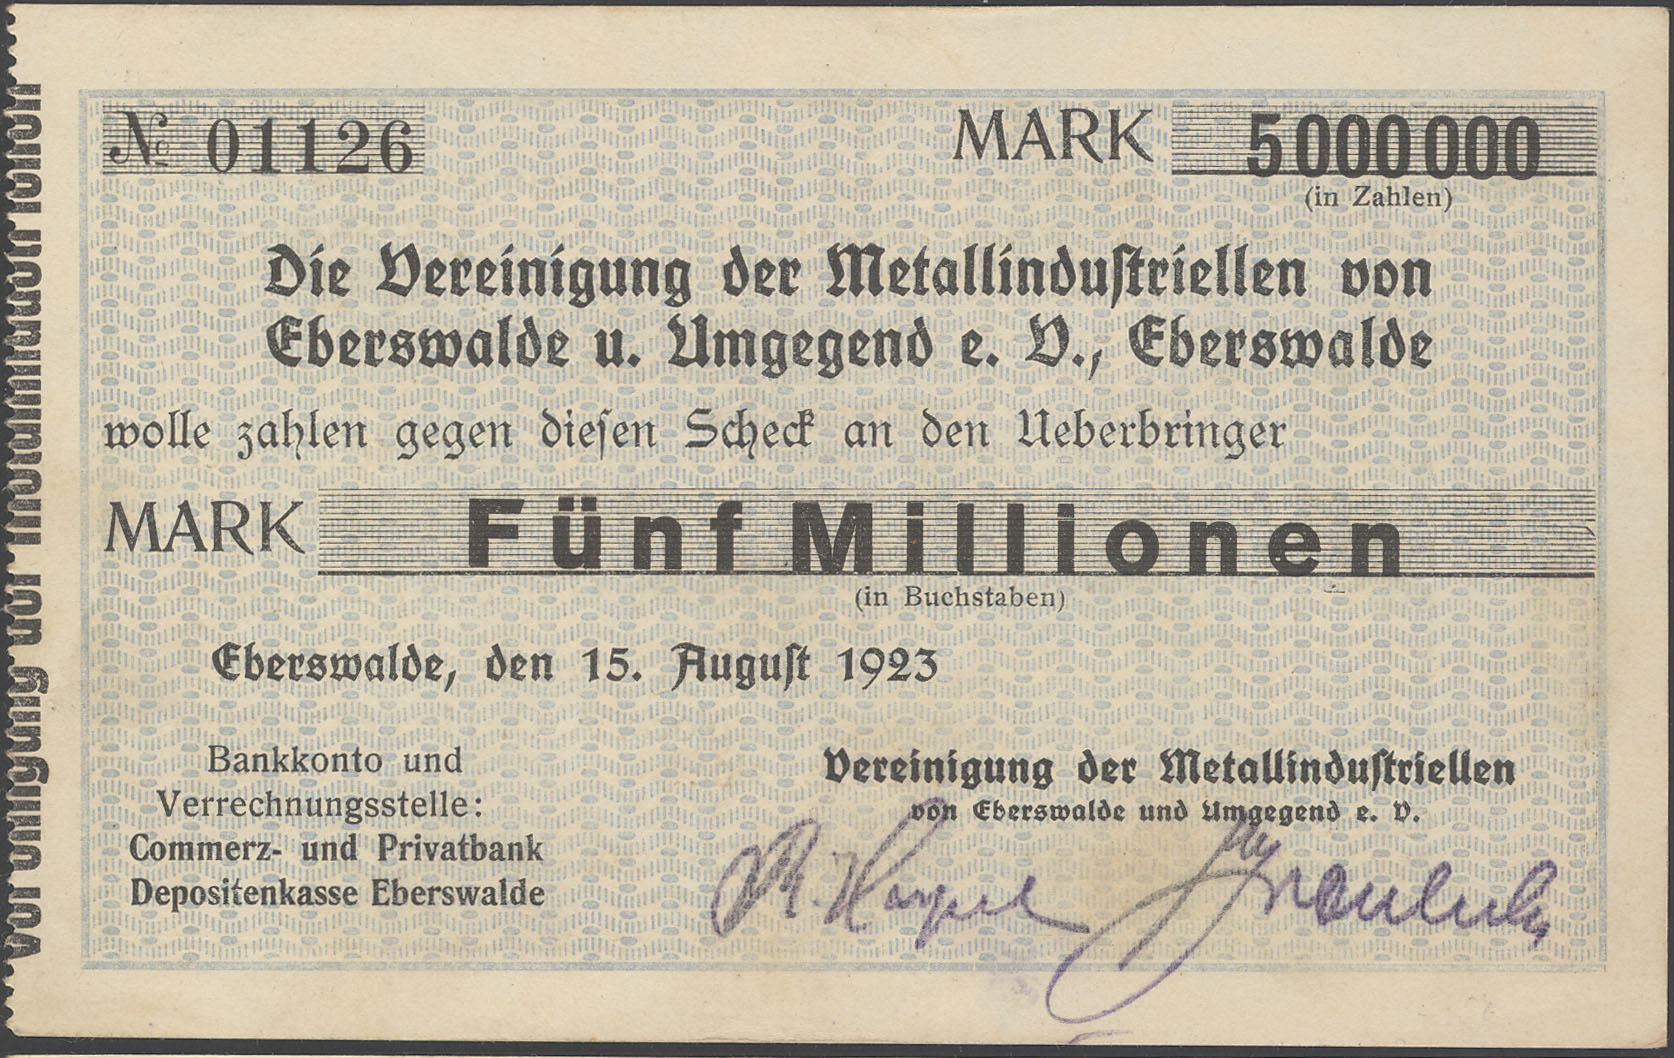 № 01126
MARK 5000000
(in Zahlen)
Die Vereinigung der Metallindustriellen von
Eberswalde u. Umgegend e. V., Eberswalde
wolle zahlen gegen diesen Scheck an den Ueberbringer
MARK Fünf Millionen
(in Buchstaben)
Eberswalde, den 15. August 1923
Bankkonto und
Verrechnungsstelle:
Commerz- und Privatbank
Depositenkasse Eberswalde
Vereinigung der Metallindustriellen
von Eberswalde und Umgegend e. V.